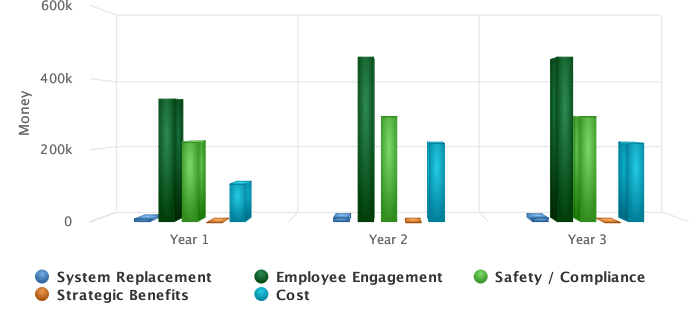 600k
400k
200k
0
Money
Year 1 Year 2 Year 3
System Replacement Employee Engagement Safety / Compliance
Strategic Benefits Cost